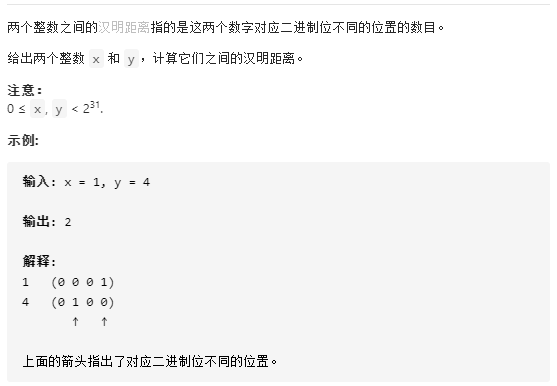 两个整数之间的汉明距离指的是这两个数字对应二进制位不同的位置的数目。
给出两个整数 x 和 y，计算它们之间的汉明距离。
注意：
0 ≤ x, y < 2³¹.
示例:
输入: x = 1, y = 4
输出: 2
解释:
1   (0 0 0 1)
4   (0 1 0 0)
       ↑   ↑
上面的箭头指出了对应二进制位不同的位置。